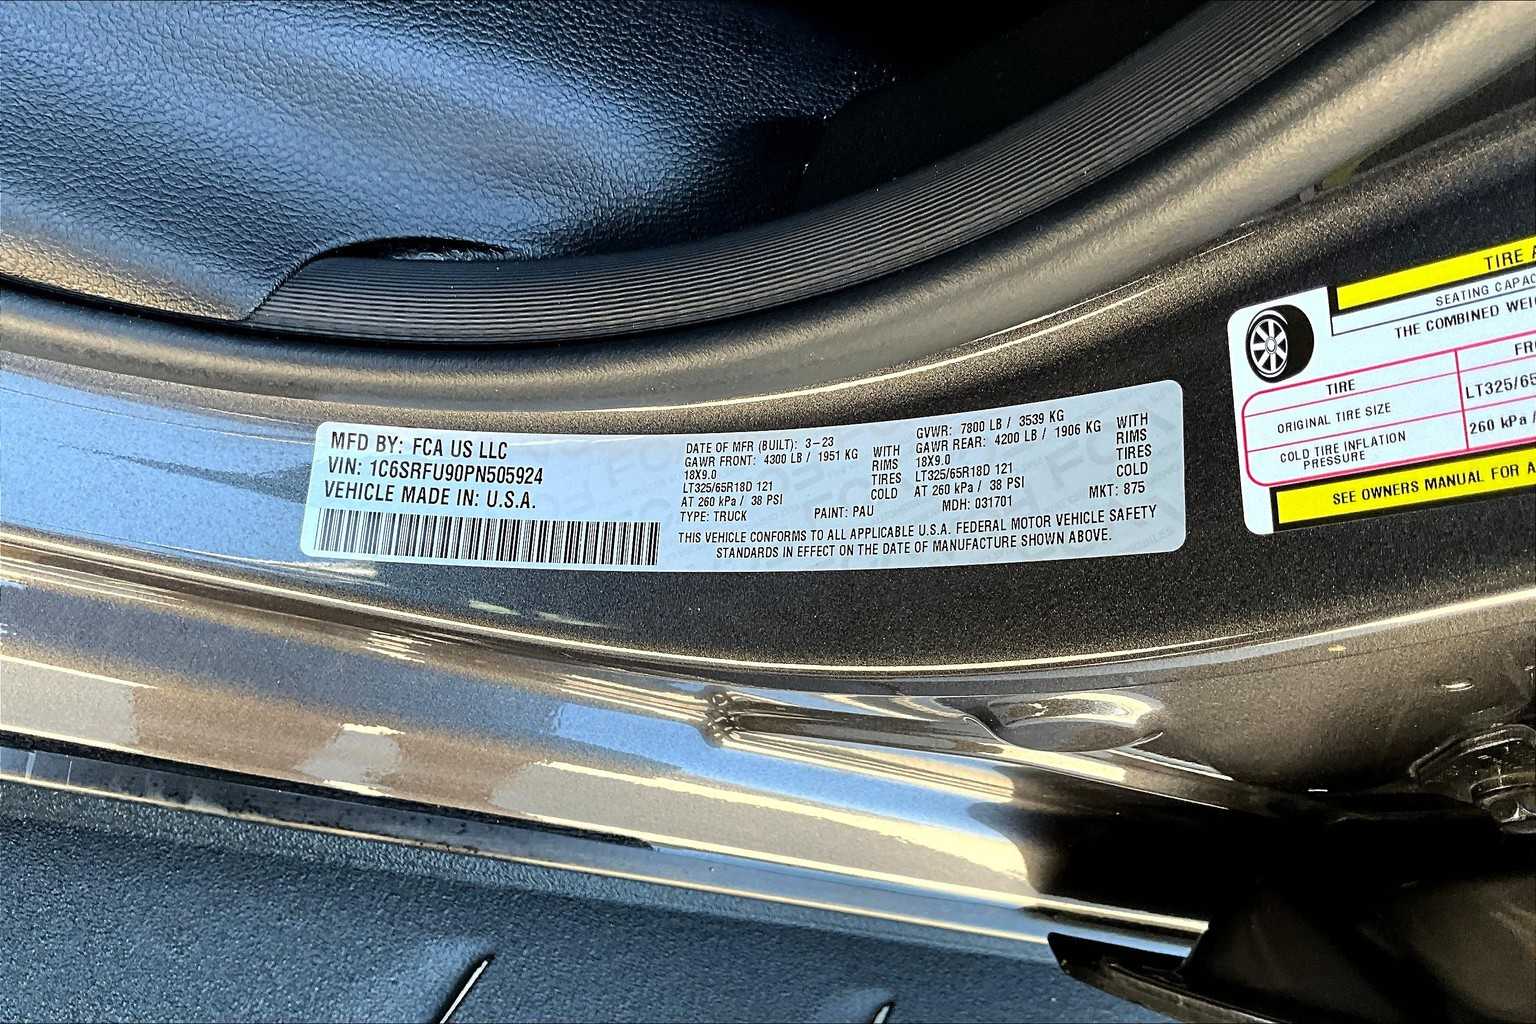 MFD BY: FCA US LLC
VIN: 1C6SRFU90PN505924
VEHICLE MADE IN: U.S.A.
DATE OF MFR (BUILT): 3-23
GAWR FRONT: 4300 LB / 1951 KG WITH
18X9.0 RIMS
LT325/65R18D 121 TIRES
AT 260 kPa / 38 PSI COLD
TYPE: TRUCK
PAINT: PAU
GVWR: 7800 LB / 3539 KG
GAWR REAR: 4200 LB / 1906 KG WITH
18X9.0 RIMS
LT325/65R18D 121 TIRES
AT 260 kPa / 38 PSI COLD
MDH: 031701
MKT: 875
THIS VEHICLE CONFORMS TO ALL APPLICABLE U.S.A. FEDERAL MOTOR VEHICLE SAFETY
STANDARDS IN EFFECT ON THE DATE OF MANUFACTURE SHOWN ABOVE.
TIRE
SEATING
THE COMBINED
TIRE
ORIGINAL TIRE SIZE LT325/65
COLD TIRE INFLATION
PRESSURE 260 kPa /
SEE OWNERS MANUAL FOR